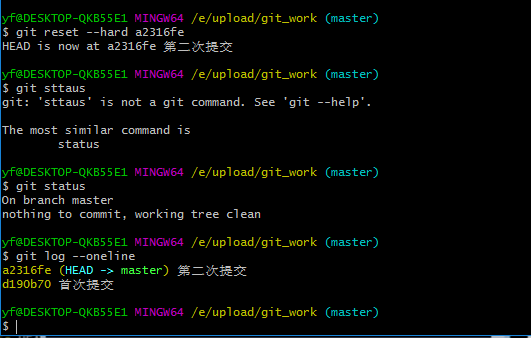 yf@DESKTOP-QKB55E1 MINGW64 /e/upload/git_work (master)
$ git reset --hard a2316fe
HEAD is now at a2316fe 第二次提交
yf@DESKTOP-QKB55E1 MINGW64 /e/upload/git_work (master)
$ git sttaus
git: 'sttaus' is not a git command. See 'git --help'.
The most similar command is
status
yf@DESKTOP-QKB55E1 MINGW64 /e/upload/git_work (master)
$ git status
On branch master
nothing to commit, working tree clean
yf@DESKTOP-QKB55E1 MINGW64 /e/upload/git_work (master)
$ git log --oneline
a2316fe (HEAD -> master) 第二次提交
d190b70 首次提交
yf@DESKTOP-QKB55E1 MINGW64 /e/upload/git_work (master)
$